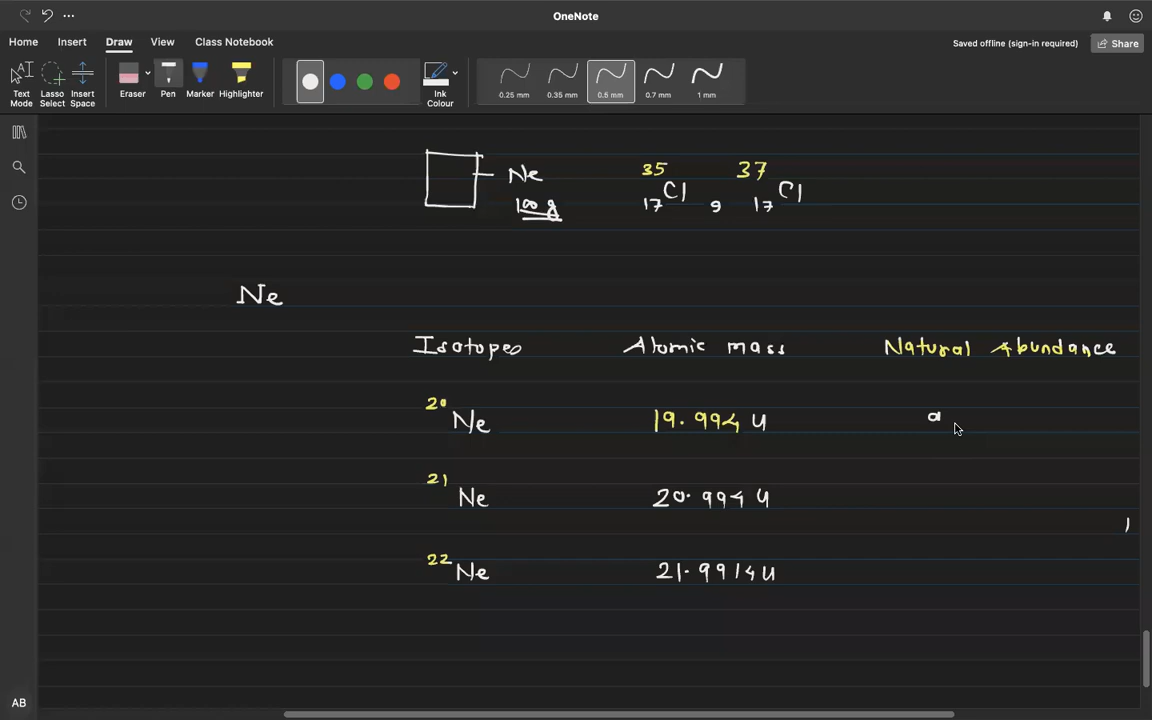 OneNote
Home Insert Draw View Class Notebook
Saved offline (sign-in required) Share
Text Mode Lasso Select Insert Space Eraser Pen Marker Highlighter Ink Colour 0.25 mm 0.35 mm 0.5 mm 0.7 mm 1 mm
Ne 35 17 Cl , 37 17 Cl
100 g
Ne
Isotopes Atomic mass Natural Abundance
20 Ne 19.994 u
21 Ne 20.994 u
22 Ne 21.9914 u
AB